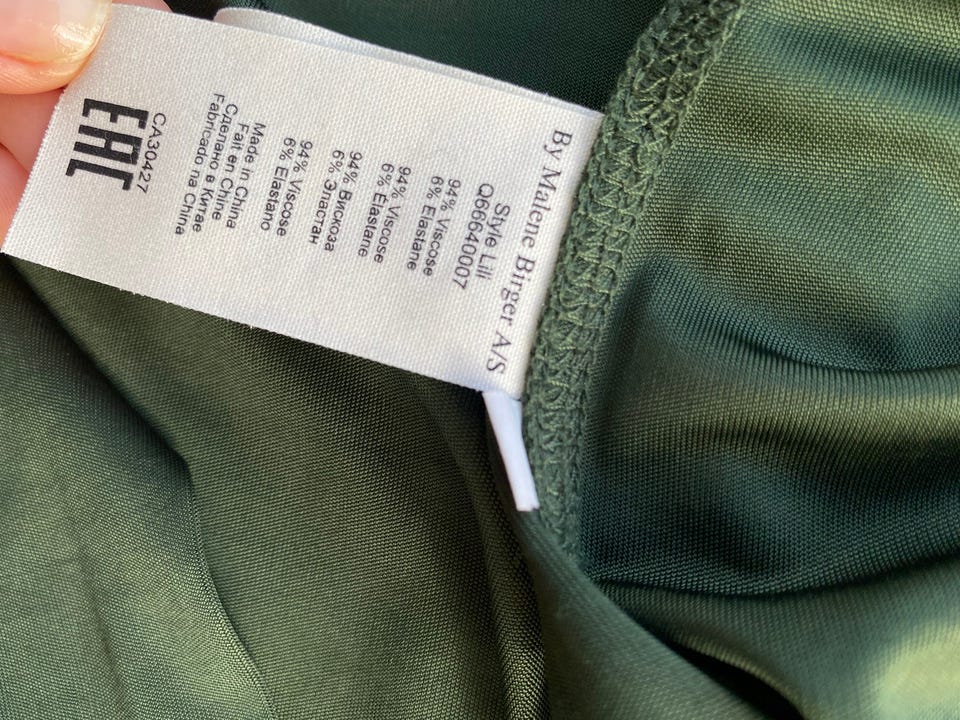 By Malene Birger A/S
Style Lili
Q66640007
94% Viscose
6% Elastane
94% Viscose
6% Elastane
94% Вискоза
6% Эластан
94% Viscose
6% Elastano
Made in China
Fait en Chine
Сделано в Китае
Fabricado na China
CA30427
EAC